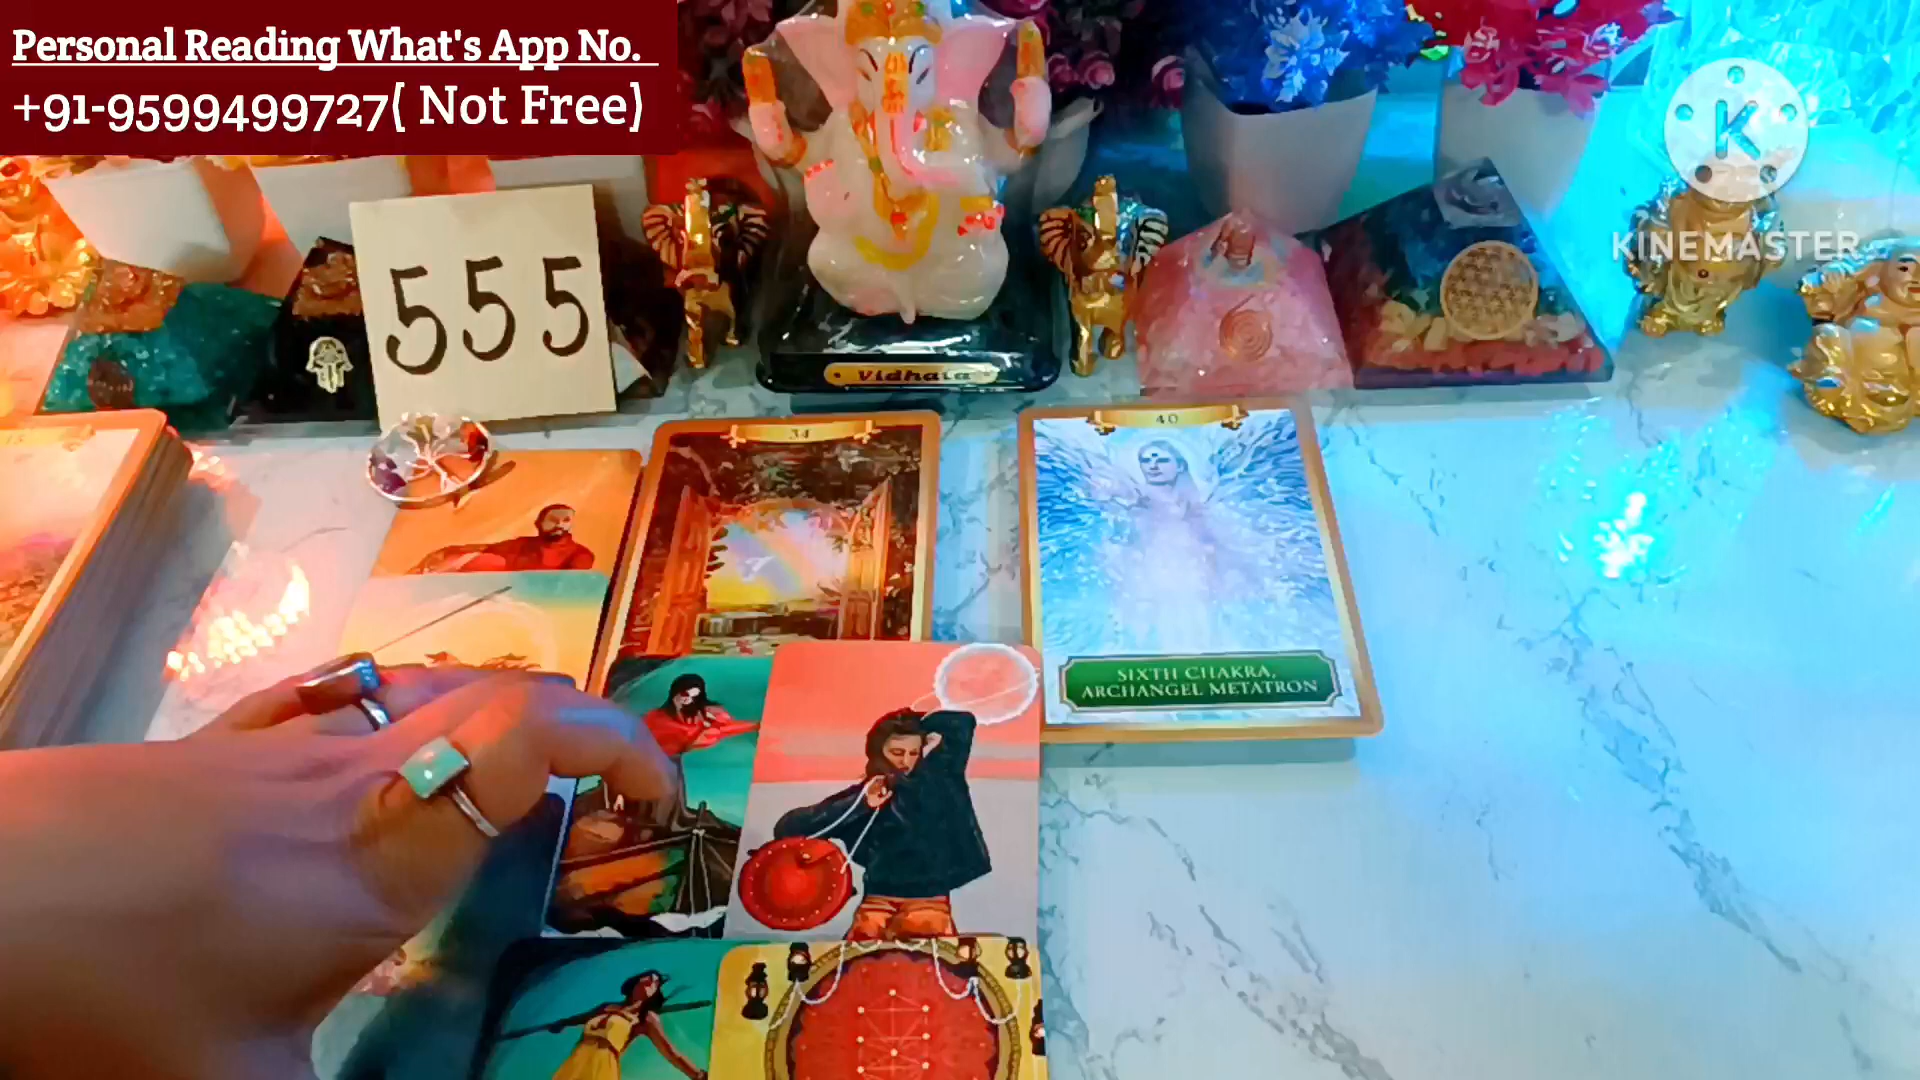 Personal Reading What's App No.
+91-9599499727( Not Free)
K
KINEMASTER
555
Vidhata
34
40
SIXTH CHAKRA,
ARCHANGEL METATRON